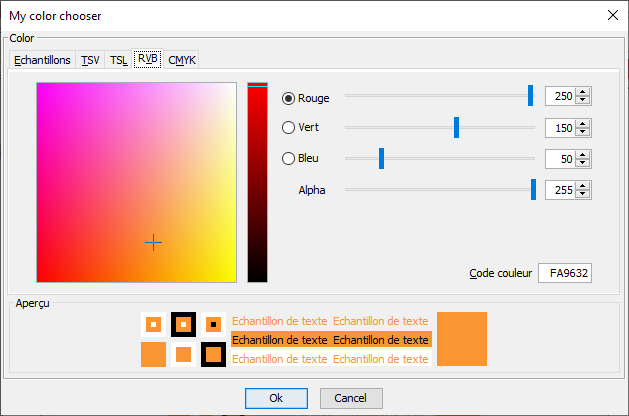 My color chooser
Color
Echantillons TSV TSL RVB CMYK
Rouge 250
Vert 150
Bleu 50
Alpha 255
Code couleur FA9632
Aperçu
Echantillon de texte Echantillon de texte
Echantillon de texte Echantillon de texte
Echantillon de texte Echantillon de texte
Ok Cancel